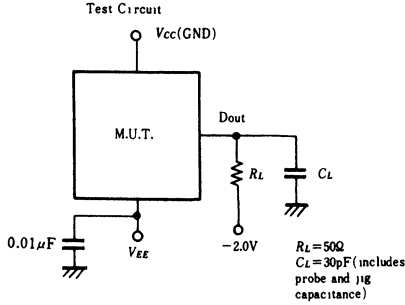 Test Circuit
Vcc(GND)
Dout
M.U.T.
RL
CL
0.01μF
VEE
−2.0V
RL=50Ω
CL=30pF(includes
probe and jig
capacitance)